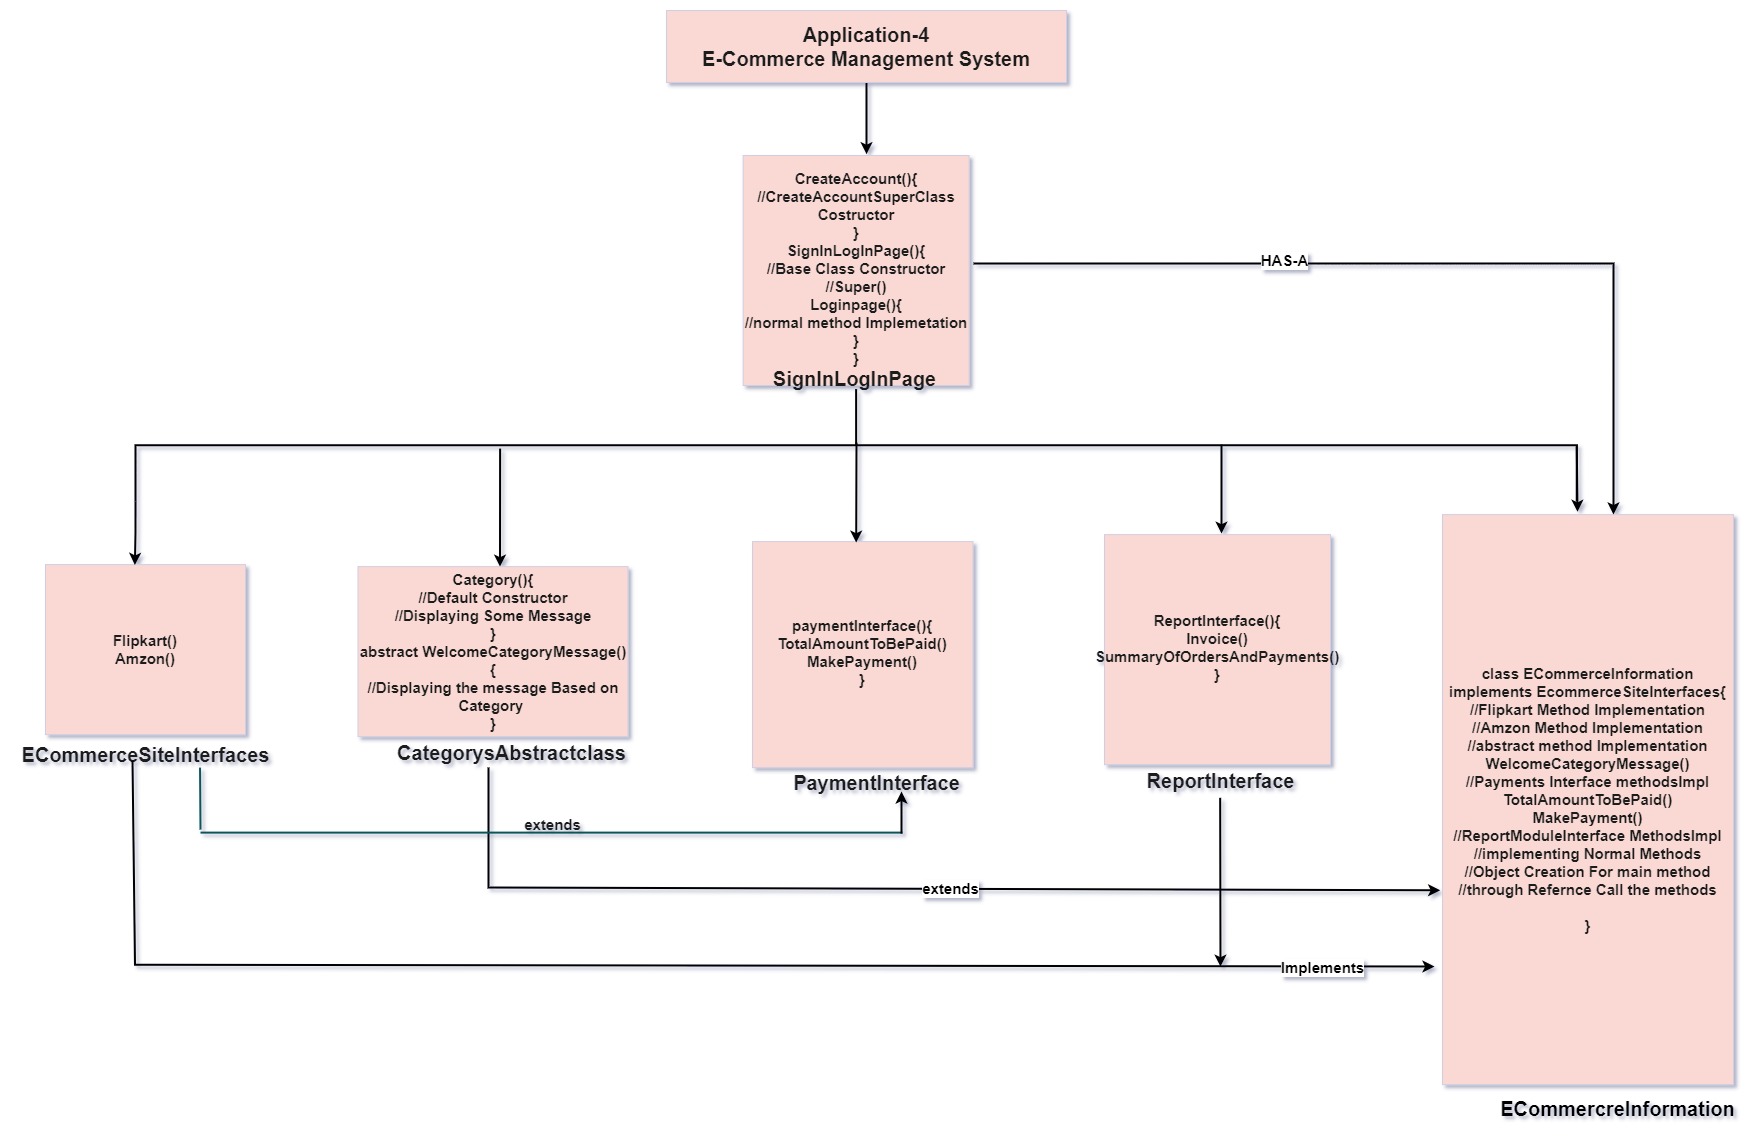 Application-4
E-Commerce Management System
CreateAccount(){
//CreateAccountSuperClass
Costructor
}
SignInLogInPage(){
//Base Class Constructor
//Super()
Loginpage(){
//normal method Implemetation
}
}
SignInLogInPage
HAS-A
Flipkart()
Amzon()
ECommerceSiteInterfaces
Category(){
//Default Constructor
//Displaying Some Message
}
abstract WelcomeCategoryMessage()
{
//Displaying the message Based on
Category
}
CategorysAbstractclass
paymentInterface(){
TotalAmountToBePaid()
MakePayment()
}
PaymentInterface
ReportInterface(){
Invoice()
SummaryOfOrdersAndPayments()
}
ReportInterface
class ECommerceInformation
implements EcommerceSiteInterfaces{
//Flipkart Method Implementation
//Amzon Method Implementation
//abstract method Implementation
WelcomeCategoryMessage()
//Payments Interface methodsImpl
TotalAmountToBePaid()
MakePayment()
//ReportModuleInterface MethodsImpl
//implementing Normal Methods
//Object Creation For main method
//through Refernce Call the methods
}
ECommercreInformation
extends
extends
Implements